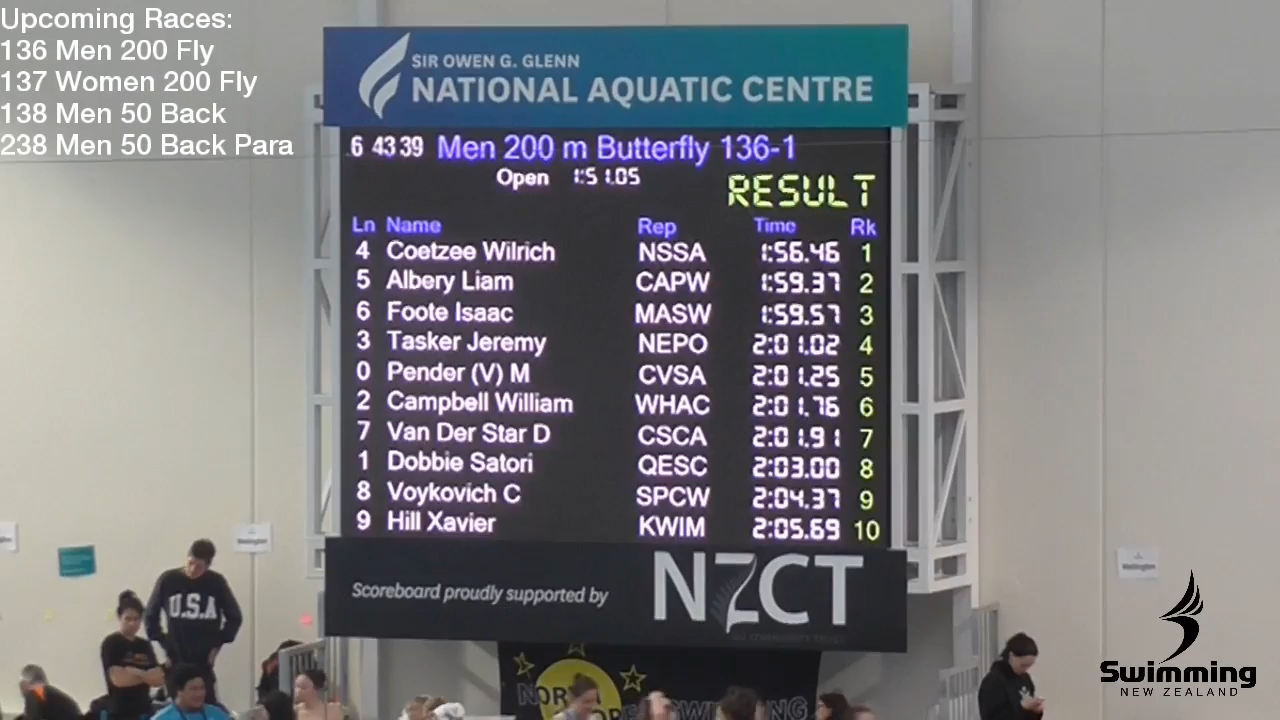 Upcoming Races:
136 Men 200 Fly
137 Women 200 Fly
138 Men 50 Back
238 Men 50 Back Para
SIR OWEN G. GLENN
NATIONAL AQUATIC CENTRE
6 43 39 Men 200 m Butterfly 136-1
Open 1:51.05
RESULT
Ln Name Rep Time Rk
4 Coetzee Wilrich NSSA 1:56.46 1
5 Albery Liam CAPW 1:59.37 2
6 Foote Isaac MASW 1:59.57 3
3 Tasker Jeremy NEPO 2:01.02 4
0 Pender (V) M CVSA 2:01.25 5
2 Campbell William WHAC 2:01.76 6
7 Van Der Star D CSCA 2:01.91 7
1 Dobbie Satori QESC 2:03.00 8
8 Voykovich C SPCW 2:04.37 9
9 Hill Xavier KWIM 2:05.69 10
Scoreboard proudly supported by
NZCT
NZ COMMUNITY TRUST
U.S.A
Wellington
Wellington
Swimming
NEW ZEALAND